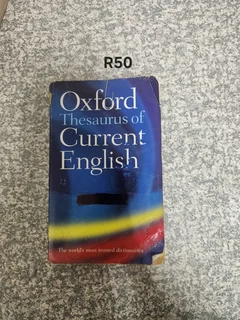 R50
Oxford
Thesaurus of
Current
English
The world's most trusted dictionaries